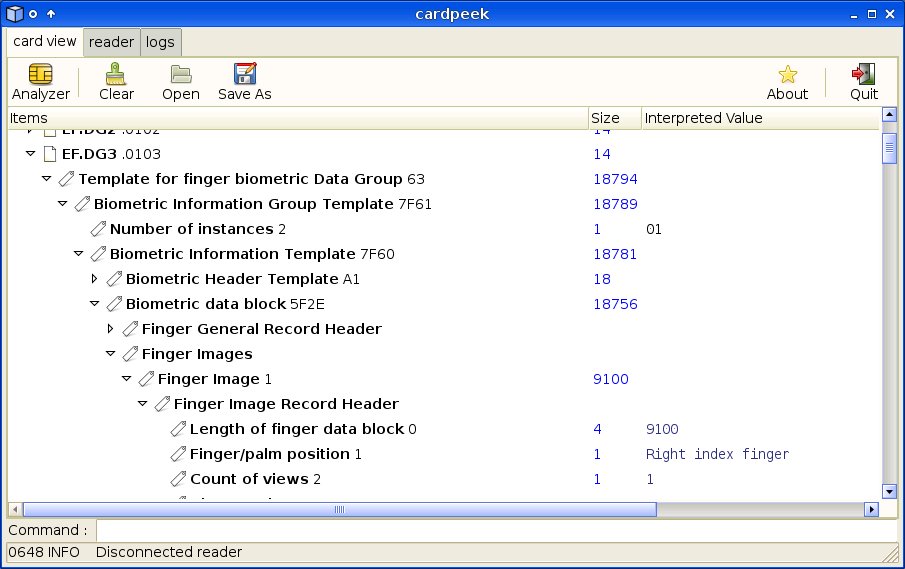 cardpeek
card view reader logs
Analyzer Clear Open Save As About Quit
Items Size Interpreted Value
EF.DG2 .0102 14
EF.DG3 .0103 14
Template for finger biometric Data Group 63 18794
Biometric Information Group Template 7F61 18789
Number of instances 2 1 01
Biometric Information Template 7F60 18781
Biometric Header Template A1 18
Biometric data block 5F2E 18756
Finger General Record Header
Finger Images
Finger Image 1 9100
Finger Image Record Header
Length of finger data block 0 4 9100
Finger/palm position 1 1 Right index finger
Count of views 2 1 1
Command :
0648 INFO Disconnected reader